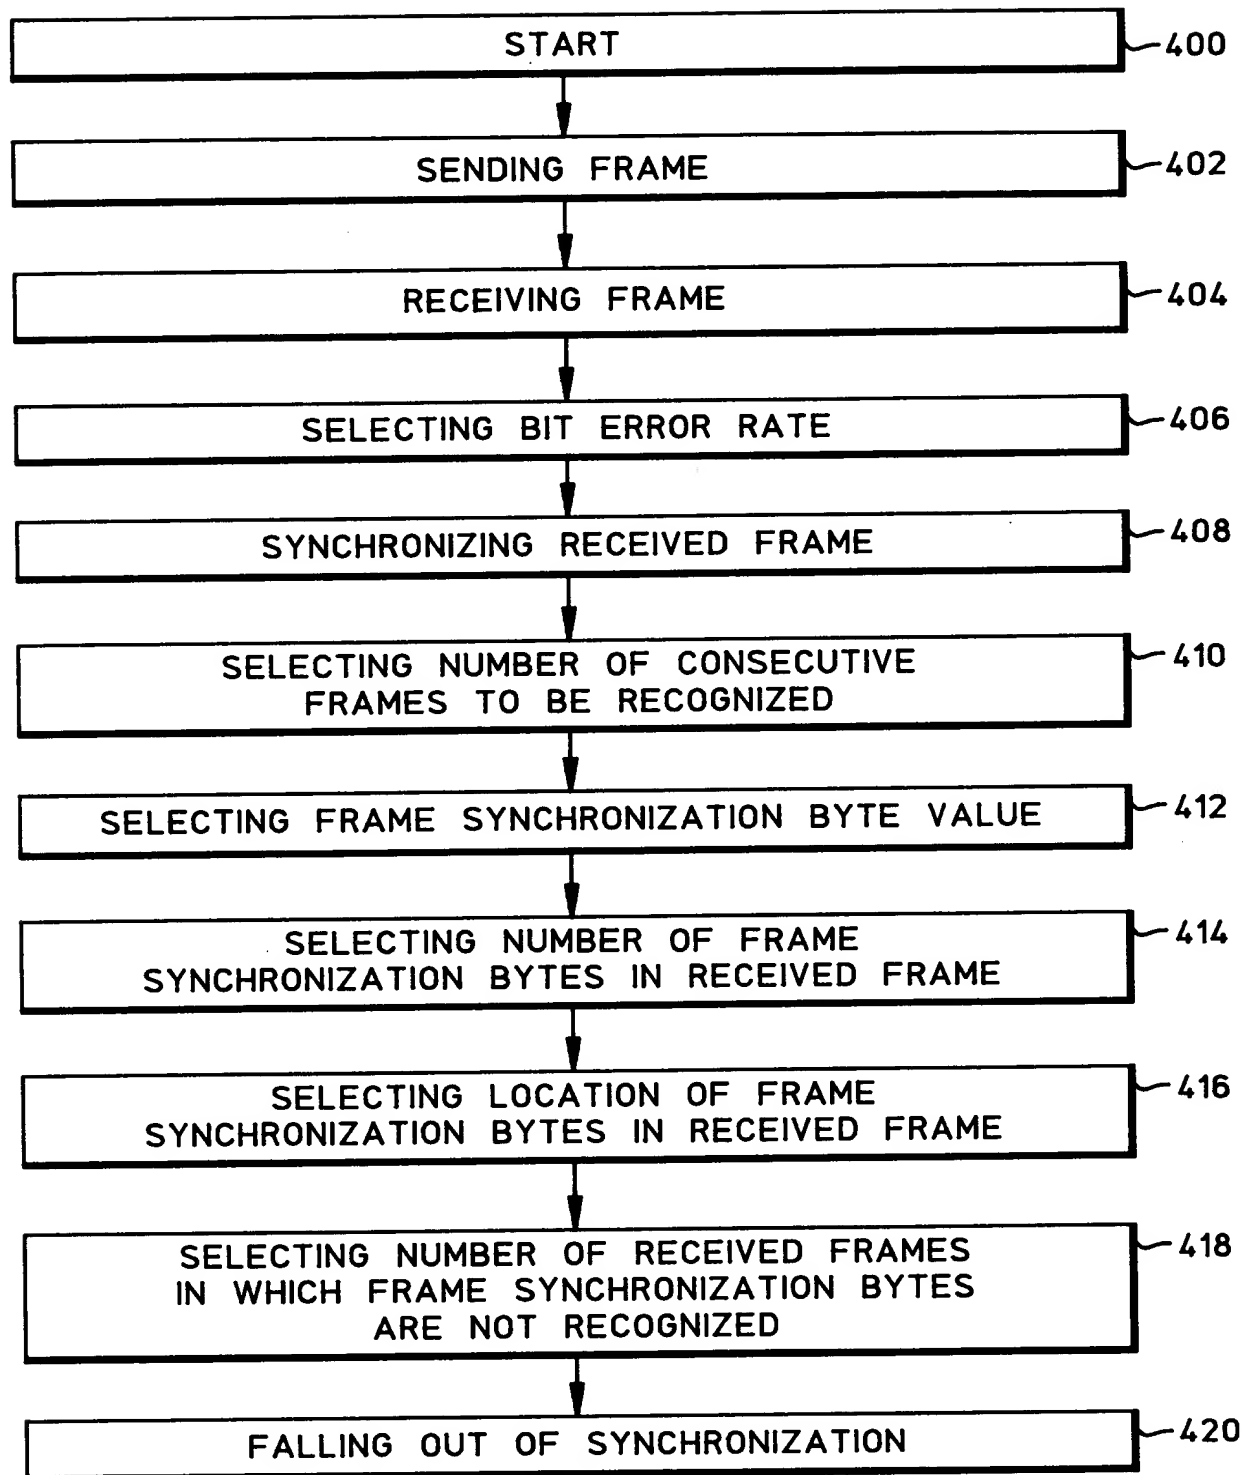 START
400
SENDING FRAME
402
RECEIVING FRAME
404
SELECTING BIT ERROR RATE
406
SYNCHRONIZING RECEIVED FRAME
408
SELECTING NUMBER OF CONSECUTIVE
FRAMES TO BE RECOGNIZED
410
SELECTING FRAME SYNCHRONIZATION BYTE VALUE
412
SELECTING NUMBER OF FRAME
SYNCHRONIZATION BYTES IN RECEIVED FRAME
414
SELECTING LOCATION OF FRAME
SYNCHRONIZATION BYTES IN RECEIVED FRAME
416
SELECTING NUMBER OF RECEIVED FRAMES
IN WHICH FRAME SYNCHRONIZATION BYTES
ARE NOT RECOGNIZED
418
FALLING OUT OF SYNCHRONIZATION
420